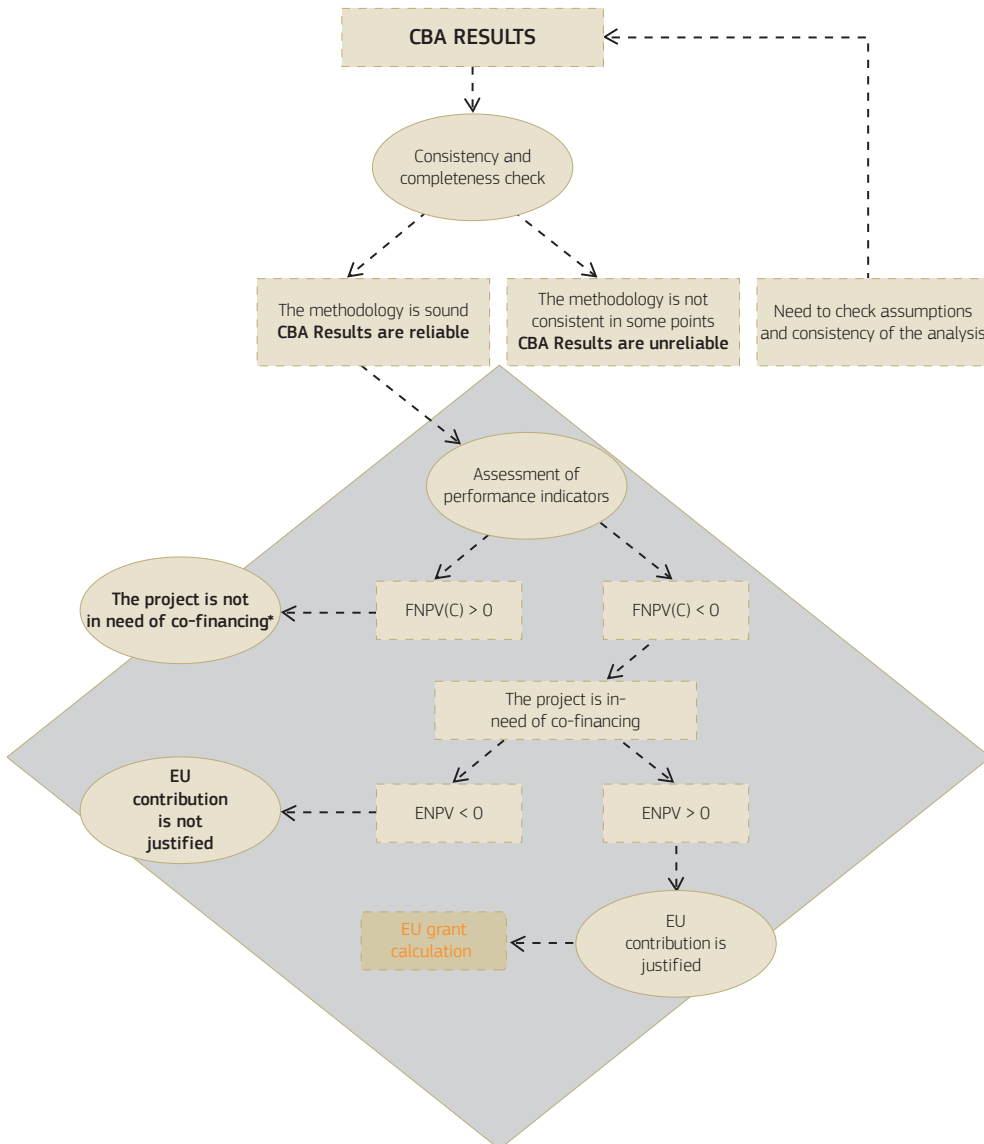 CBA RESULTS
Consistency and
completeness check
The methodology is sound
CBA Results are reliable
The methodology is not
consistent in some points
CBA Results are unreliable
Need to check assumptions
and consistency of the analysis
Assessment of
performance indicators
The project is not
in need of co-financing*
FNPV(C) > 0
FNPV(C) < 0
The project is in-
need of co-financing
EU
contribution
is not
justified
ENPV < 0
ENPV > 0
EU grant
calculation
EU
contribution is
justified